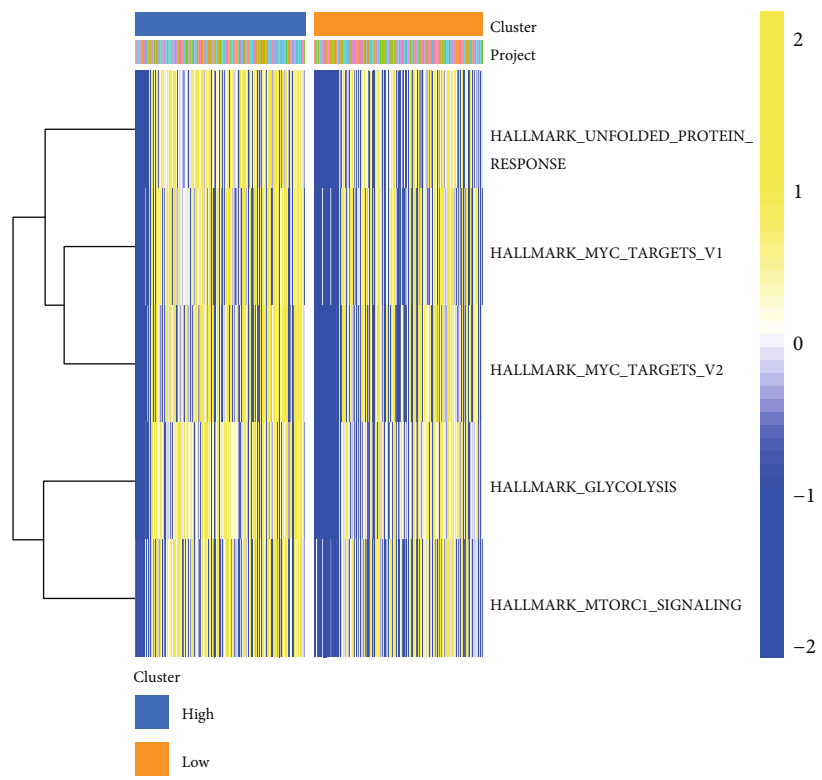 Cluster
Project
HALLMARK_UNFOLDED_PROTEIN_
RESPONSE
HALLMARK_MYC_TARGETS_V1
HALLMARK_MYC_TARGETS_V2
HALLMARK_GLYCOLYSIS
HALLMARK_MTORC1_SIGNALING
2
1
0
−1
−2
Cluster
High
Low